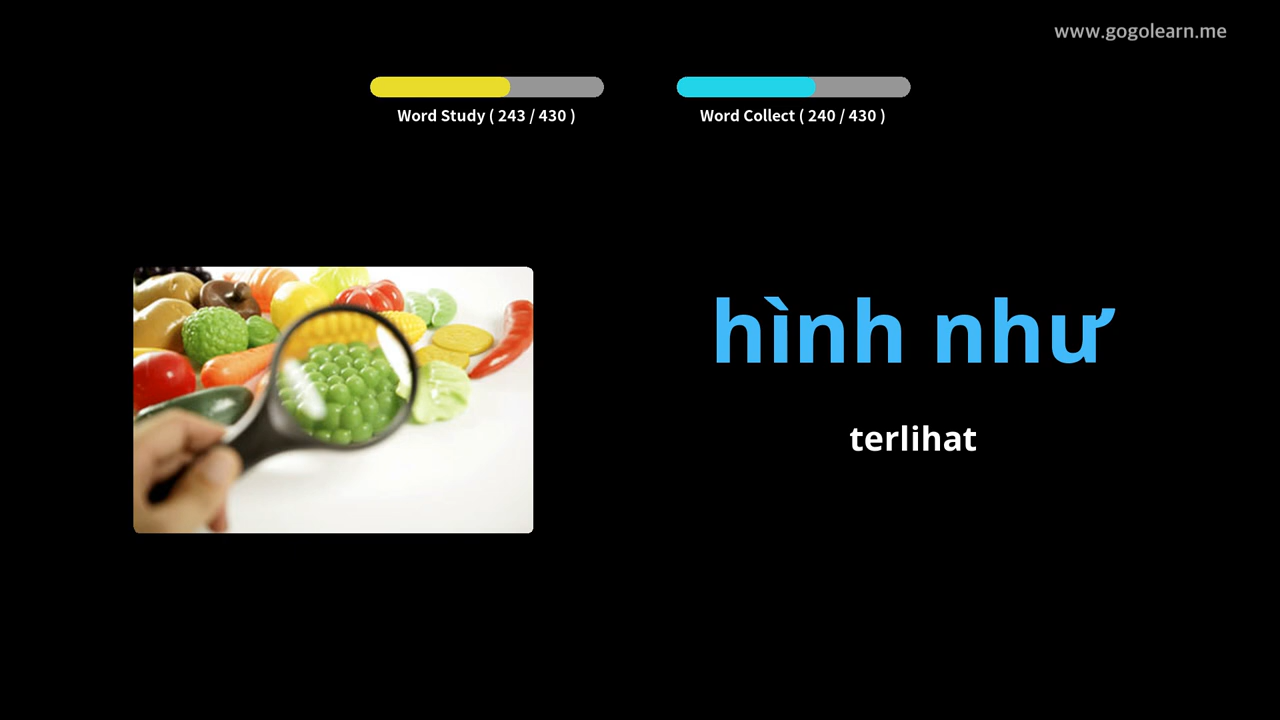 www.gogolearn.me
Word Study ( 243 / 430 )
Word Collect ( 240 / 430 )
hình như
terlihat